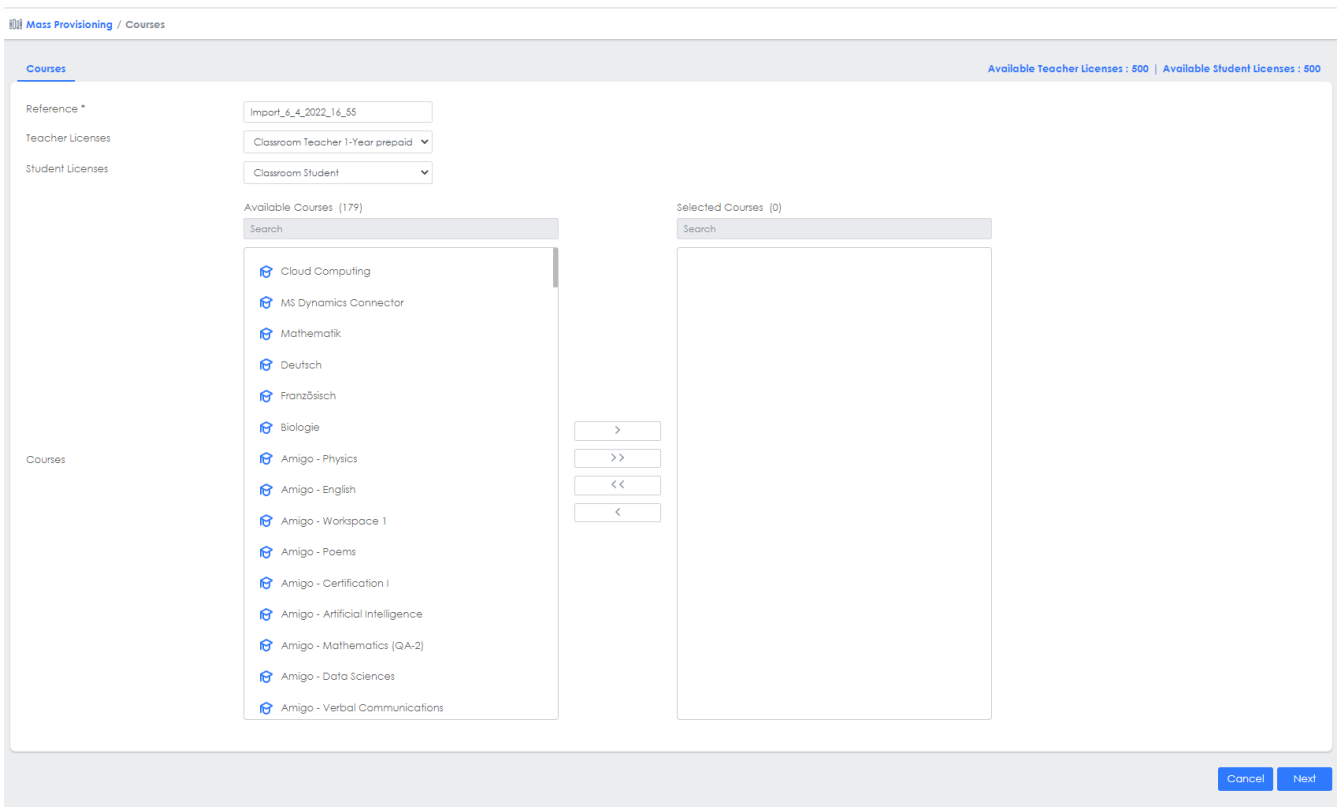 Mass Provisioning / Courses
Courses
Available Teacher Licenses : 500 | Available Student Licenses : 500
Reference *
Import_6_4_2022_16_55
Teacher Licenses
Classroom Teacher 1-Year prepaid
Student Licenses
Classroom Student
Available Courses (179)
Selected Courses (0)
Search
Search
Courses
Cloud Computing
MS Dynamics Connector
Mathematik
Deutsch
Französisch
Biologie
Amigo - Physics
Amigo - English
Amigo - Workspace 1
Amigo - Poems
Amigo - Certification I
Amigo - Artificial Intelligence
Amigo - Mathematics (QA-2)
Amigo - Data Sciences
Amigo - Verbal Communications
>
>>
<<
<
Cancel
Next